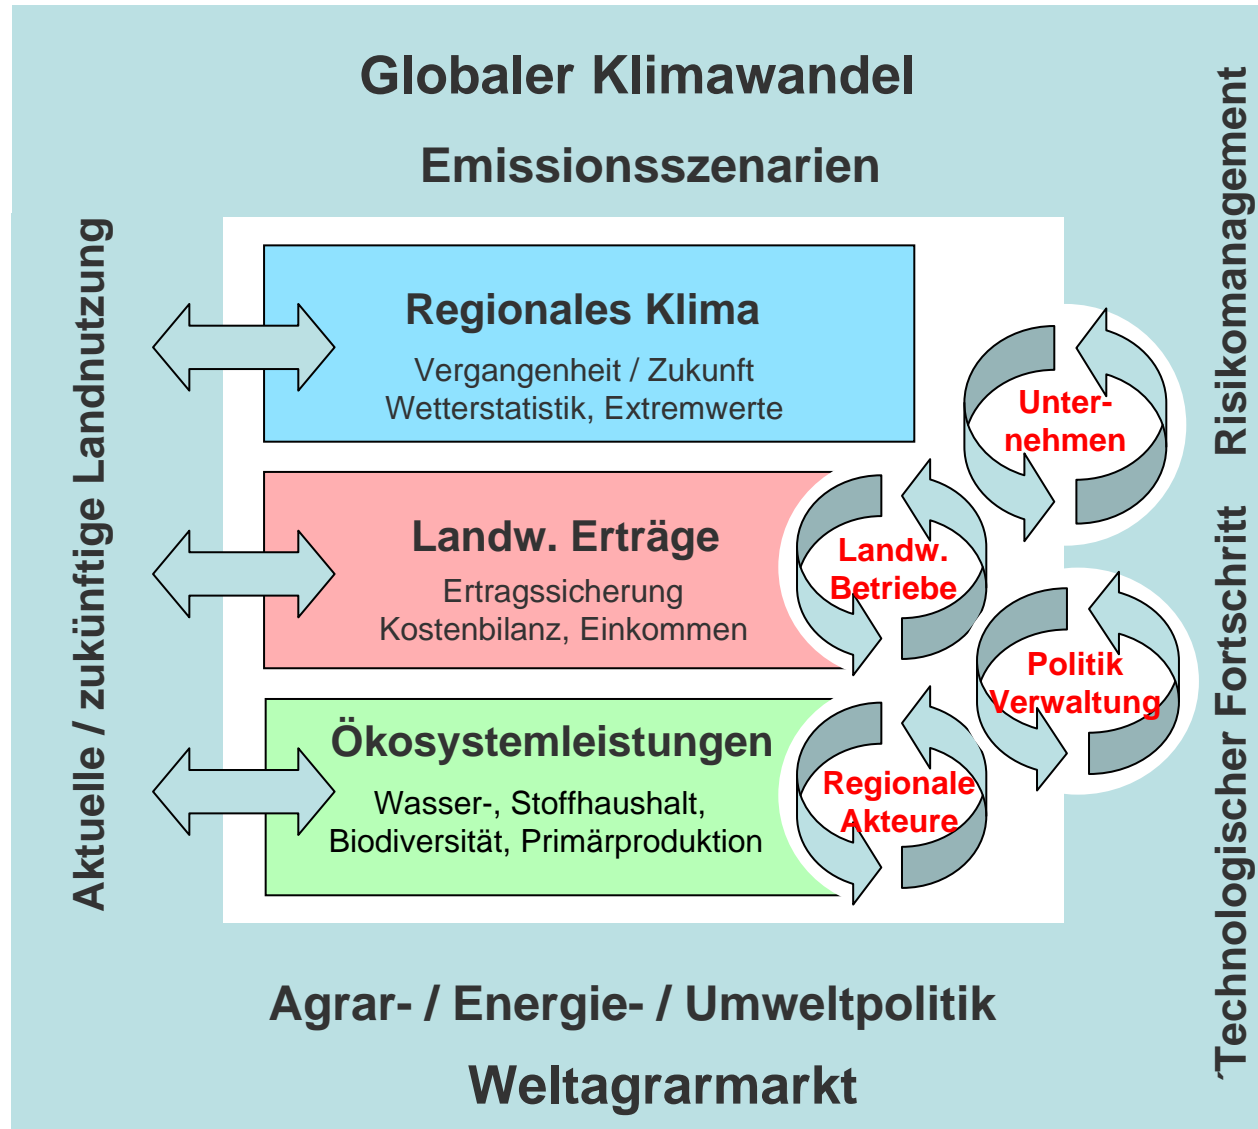 Globaler Klimawandel
Emissionsszenarien
Aktuelle / zukünftige Landnutzung
Regionales Klima
Vergangenheit / Zukunft
Wetterstatistik, Extremwerte
Landw. Erträge
Ertragssicherung
Kostenbilanz, Einkommen
Ökosystemleistungen
Wasser-, Stoffhaushalt,
Biodiversität, Primärproduktion
Unter-
nehmen
Landw.
Betriebe
Politik
Verwaltung
Regionale
Akteure
´Technologischer Fortschritt Risikomanagement
Agrar- / Energie- / Umweltpolitik
Weltagrarmarkt